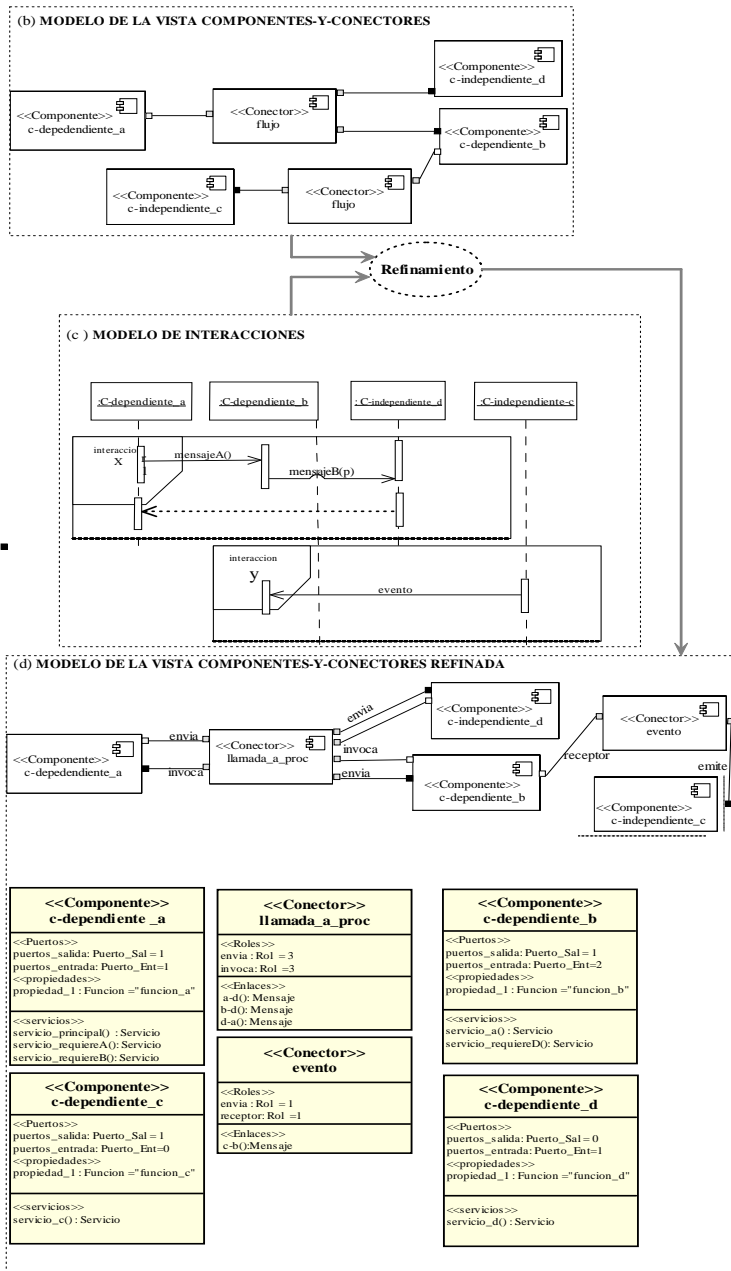 (b) MODELO DE LA VISTA COMPONENTES-Y-CONECTORES
<<Componente>>
c-independiente_d
<<Componente>>
c-depedendiente_a
<<Conector>>
flujo
<<Componente>>
c-dependiente_b
<<Componente>>
c-independiente_c
<<Conector>>
flujo
Refinamiento
(c ) MODELO DE INTERACCIONES
:C-dependiente_a
:C-dependiente_b
: C-independiente_d
:C-independiente-c
interaccio
X
r
1
mensajeA()
mensajeB(p)
interaccion
y
evento
(d) MODELO DE LA VISTA COMPONENTES-Y-CONECTORES REFINADA
<<Componente>>
c-depedendiente_a
envia
invoca
<<Conector>>
llamada_a_proc
envia
invoca
envia
<<Componente>>
c-independiente_d
<<Componente>>
c-dependiente_b
receptor
<<Conector>>
evento
emite
<<Componente>>
c-independiente_c
<<Componente>>
c-dependiente _a
<<Puertos>>
puertos_salida: Puerto_Sal = 1
puertos_entrada: Puerto_Ent=1
<<propiedades>>
propiedad_1 : Funcion ="funcion_a"
<<servicios>>
servicio_principal() : Servicio
servicio_requiereA(): Servicio
servicio_requiereB(): Servicio
<<Conector>>
llamada_a_proc
<<Roles>>
envia : Rol = 3
invoca: Rol =3
<<Enlaces>>
a-d(): Mensaje
b-d(): Mensaje
d-a(): Mensaje
<<Componente>>
c-dependiente_b
<<Puertos>>
puertos_salida: Puerto_Sal = 1
puertos_entrada: Puerto_Ent=2
<<propiedades>>
propiedad_1 : Funcion ="funcion_b"
<<servicios>>
servicio_a() : Servicio
servicio_requiereD(): Servicio
<<Componente>>
c-dependiente_c
<<Puertos>>
puertos_salida: Puerto_Sal = 1
puertos_entrada: Puerto_Ent=0
<<propiedades>>
propiedad_1 : Funcion ="funcion_c"
<<servicios>>
servicio_c() : Servicio
<<Conector>>
evento
<<Roles>>
envia : Rol = 1
receptor: Rol =1
<<Enlaces>>
c-b():Mensaje
<<Componente>>
c-dependiente_d
<<Puertos>>
puertos_salida: Puerto_Sal = 0
puertos_entrada: Puerto_Ent=1
<<propiedades>>
propiedad_1 : Funcion ="funcion_d"
<<servicios>>
servicio_d() : Servicio